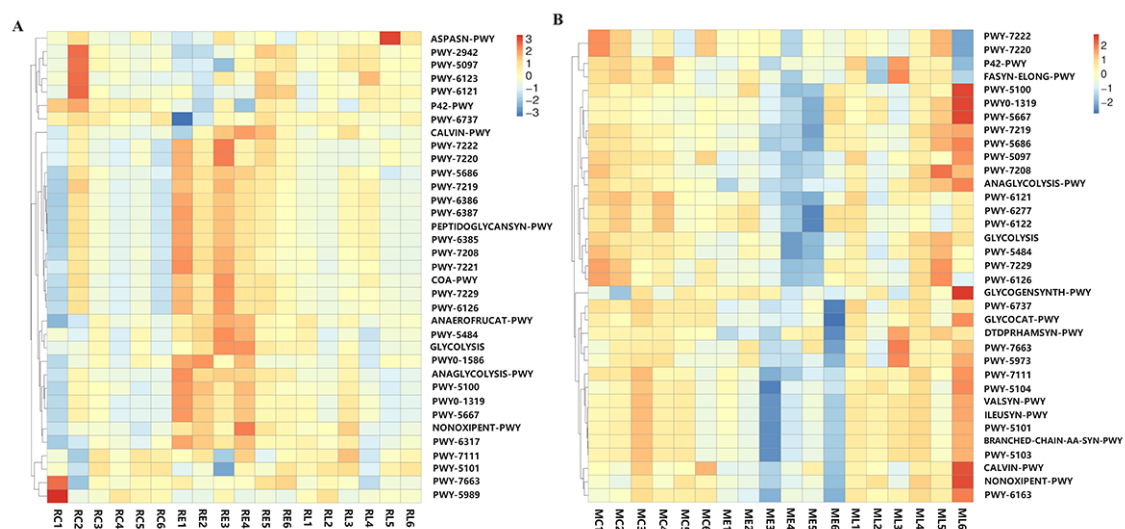 A
ASPASN-PWY
PWY-2942
PWY-5097
PWY-6123
PWY-6121
P42-PWY
PWY-6737
CALVIN-PWY
PWY-7222
PWY-7220
PWY-5686
PWY-7219
PWY-6386
PWY-6387
PEPTIDOGLYCANSYN-PWY
PWY-6385
PWY-7208
PWY-7221
COA-PWY
PWY-7229
PWY-6126
ANAEROFRUCAT-PWY
PWY-5484
GLYCOLYSIS
PWY0-1586
ANAGLYCOLYSIS-PWY
PWY-5100
PWY0-1319
PWY-5667
NONOXIPENT-PWY
PWY-6317
PWY-7111
PWY-5101
PWY-7663
PWY-5989
3
2
1
0
−1
−2
−3
RC1
RC2
RC3
RC4
RC5
RC6
RE1
RE2
RE3
RE4
RE5
RE6
RL1
RL2
RL3
RL4
RL5
RL6
B
PWY-7222
PWY-7220
P42-PWY
FASYN-ELONG-PWY
PWY-5100
PWY0-1319
PWY-5667
PWY-7219
PWY-5686
PWY-5097
PWY-7208
ANAGLYCOLYSIS-PWY
PWY-6121
PWY-6277
PWY-6122
GLYCOLYSIS
PWY-5484
PWY-7229
PWY-6126
GLYCOGENSYNTH-PWY
PWY-6737
GLYCOCAT-PWY
DTDPRHAMSYN-PWY
PWY-7663
PWY-5973
PWY-7111
PWY-5104
VALSYN-PWY
ILEUSYN-PWY
PWY-5101
BRANCHED-CHAIN-AA-SYN-PWY
PWY-5103
CALVIN-PWY
NONOXIPENT-PWY
PWY-6163
2
1
0
−1
−2
MC1
MC2
MC3
MC4
MC5
MC6
ME1
ME2
ME3
ME4
ME5
ME6
ML1
ML2
ML3
ML4
ML5
ML6